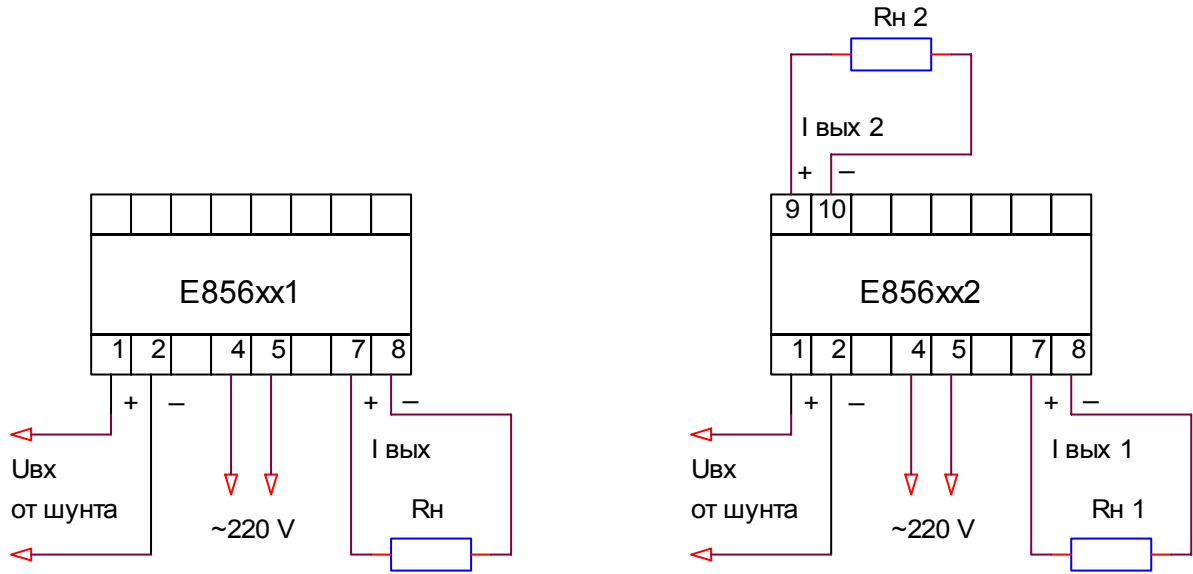 Rн 2
I вых 2
+ –
9 10
E856xx1
E856xx2
1 2 4 5 7 8
1 2 4 5 7 8
+ – + –
+ – + –
Uвх
от шунта
~220 V
I вых
Rн
Uвх
от шунта
~220 V
I вых 1
Rн 1